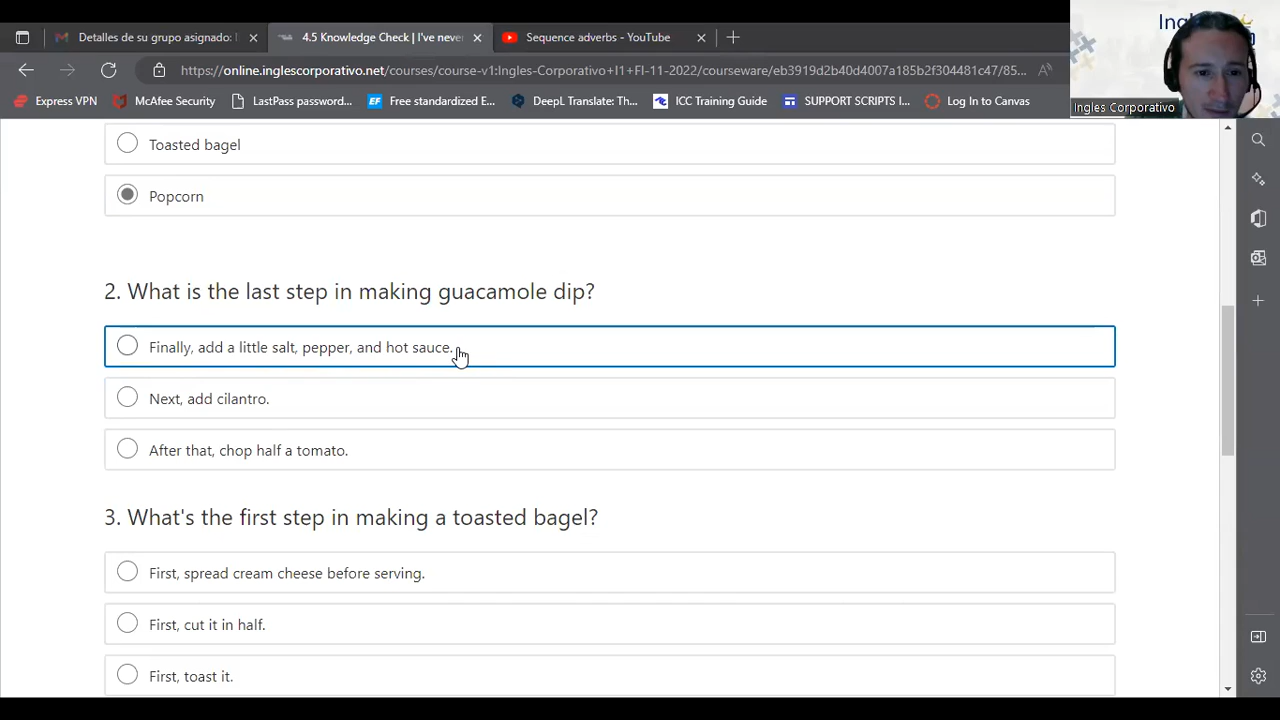 Detalles de su grupo asignado: I
4.5 Knowledge Check | I've never
Sequence adverbs - YouTube
https://online.inglescorporativo.net/courses/course-v1:Ingles-Corporativo+I1+FI-11-2022/courseware/eb3919d2b40d4007a185b2f304481c47/85...
Express VPN
McAfee Security
LastPass password...
EF Free standardized E...
DeepL Translate: Th...
ICC Training Guide
SUPPORT SCRIPTS I...
Log In to Canvas
Ingles Corporativo
Toasted bagel
Popcorn
2. What is the last step in making guacamole dip?
Finally, add a little salt, pepper, and hot sauce.
Next, add cilantro.
After that, chop half a tomato.
3. What's the first step in making a toasted bagel?
First, spread cream cheese before serving.
First, cut it in half.
First, toast it.